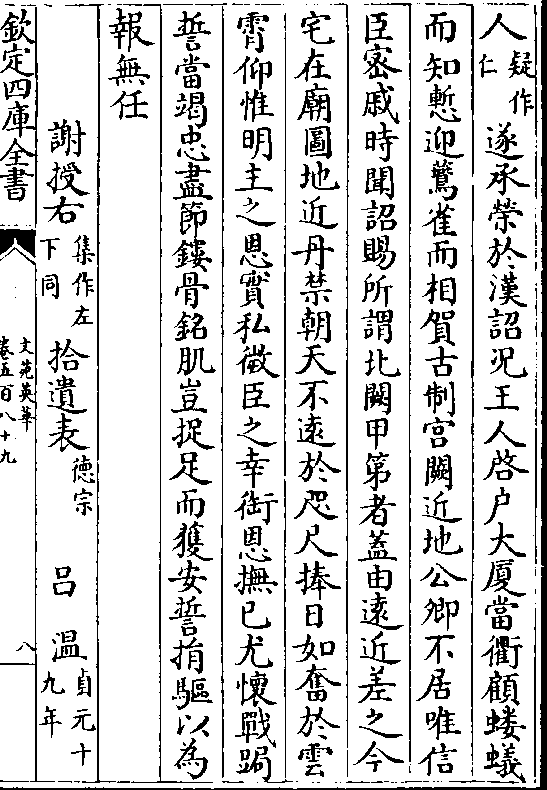 人疑作仁遂承榮於漢詔况王人啓户大厦當衢顧螻蟻
而知慙迎鷰雀而相賀古制宫闕近地公卿不居唯信
臣密戚時聞詔賜所謂北闕甲第者蓋由遠近差之今
宅在廟圖地近丹禁朝天不遠於咫尺捧日如奮於雲
霄仰惟明主之恩實私微臣之幸銜恩撫己尤懷戰跼
誓當竭忠盡節鏤骨銘肌豈捉足而獲安誓捐驅以為
報無任
謝授右集作左下同拾遺表德宗 吕温貞元十九年
欽定四庫全書 文苑英華卷五百八十九 八